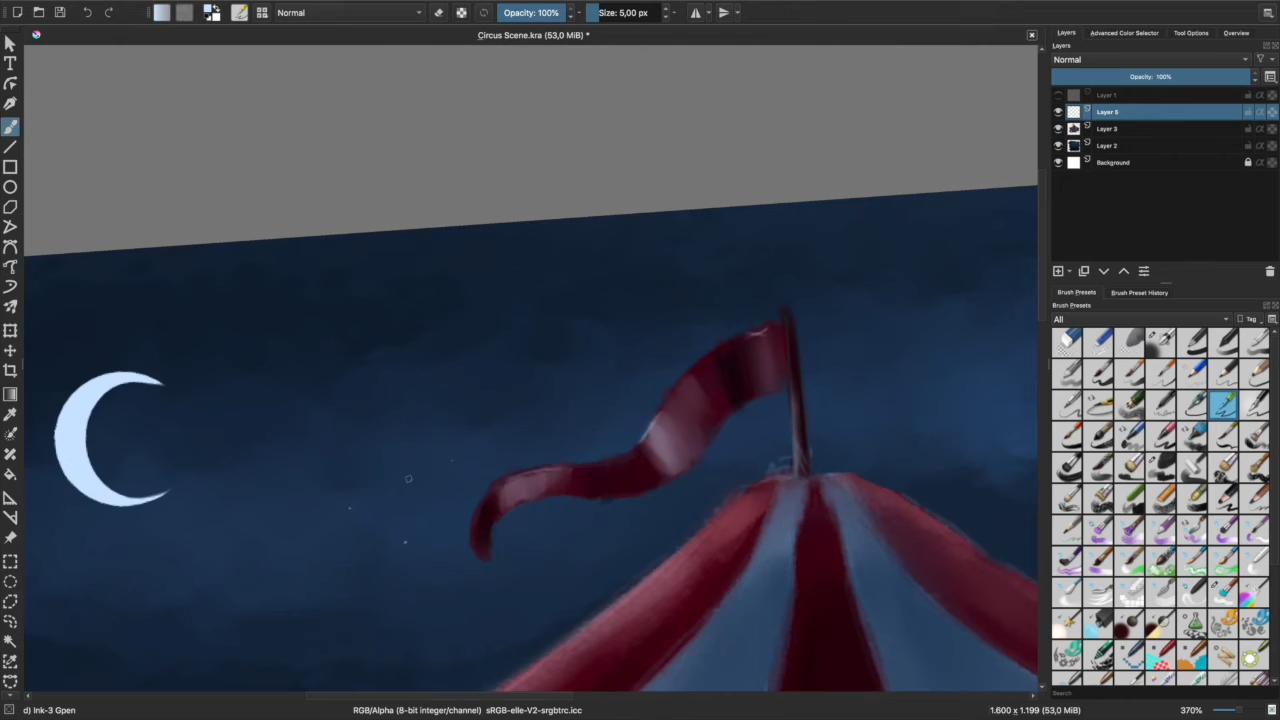 Normal
Opacity: 100%
Size: 5,00 px
Circus Scene.kra (53,0 MiB) *
Layers
Advanced Color Selector
Tool Options
Overview
Layers
Normal
Opacity: 100%
Layer 1
Layer 5
Layer 3
Layer 2
Background
Brush Presets
Brush Preset History
Brush Presets
All
Tag
Search
d) Ink-3 Gpen
RGB/Alpha (8-bit integer/channel) sRGB-elle-V2-srgbtrc.icc
1.600 x 1.199 (53,0 MiB)
370%